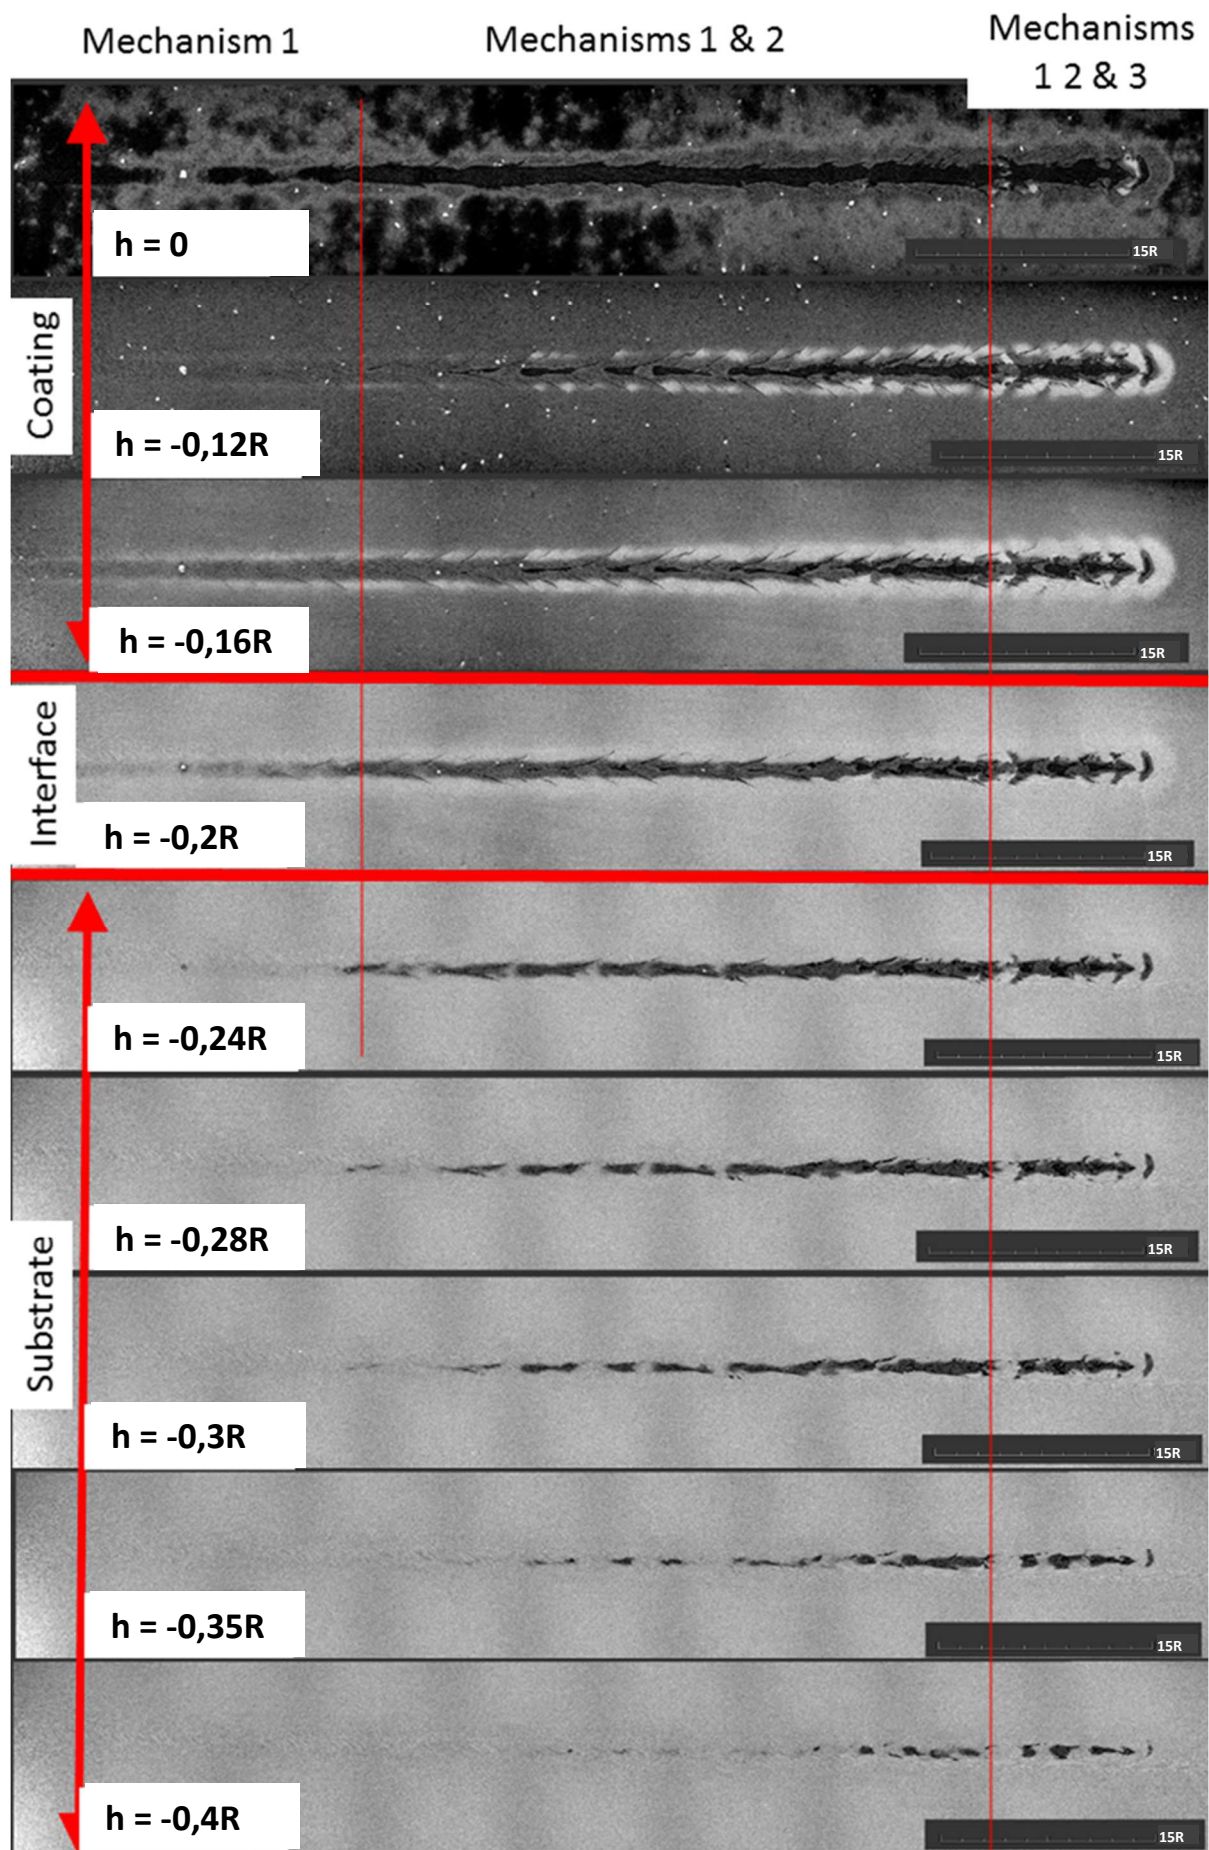 Mechanism 1
Mechanisms 1 & 2
Mechanisms
1 2 & 3
h = 0
15R
Coating
h = -0,12R
15R
h = -0,16R
15R
Interface
h = -0,2R
15R
h = -0,24R
15R
Substrate
h = -0,28R
15R
h = -0,3R
15R
h = -0,35R
15R
h = -0,4R
15R